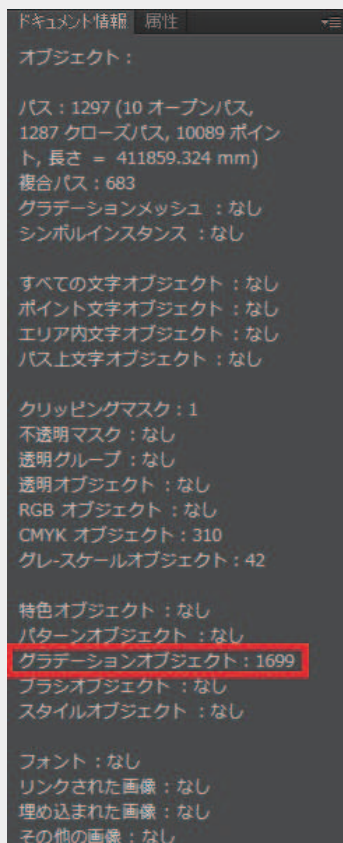 ドキュメント情報 属性
オブジェクト：
パス：1297 (10 オープンパス,
1287 クローズパス, 10089 ポイン
ト, 長さ = 411859.324 mm)
複合パス：683
グラデーションメッシュ ：なし
シンボルインスタンス ：なし
すべての文字オブジェクト ：なし
ポイント文字オブジェクト ：なし
エリア内文字オブジェクト ：なし
パス上文字オブジェクト ：なし
クリッピングマスク：1
不透明マスク ：なし
透明グループ ：なし
透明オブジェクト ：なし
RGB オブジェクト ：なし
CMYK オブジェクト：310
グレースケールオブジェクト：42
特色オブジェクト ：なし
パターンオブジェクト ：なし
グラデーションオブジェクト：1699
ブラシオブジェクト ：なし
スタイルオブジェクト ：なし
フォント：なし
リンクされた画像：なし
埋め込まれた画像：なし
その他の画像：なし